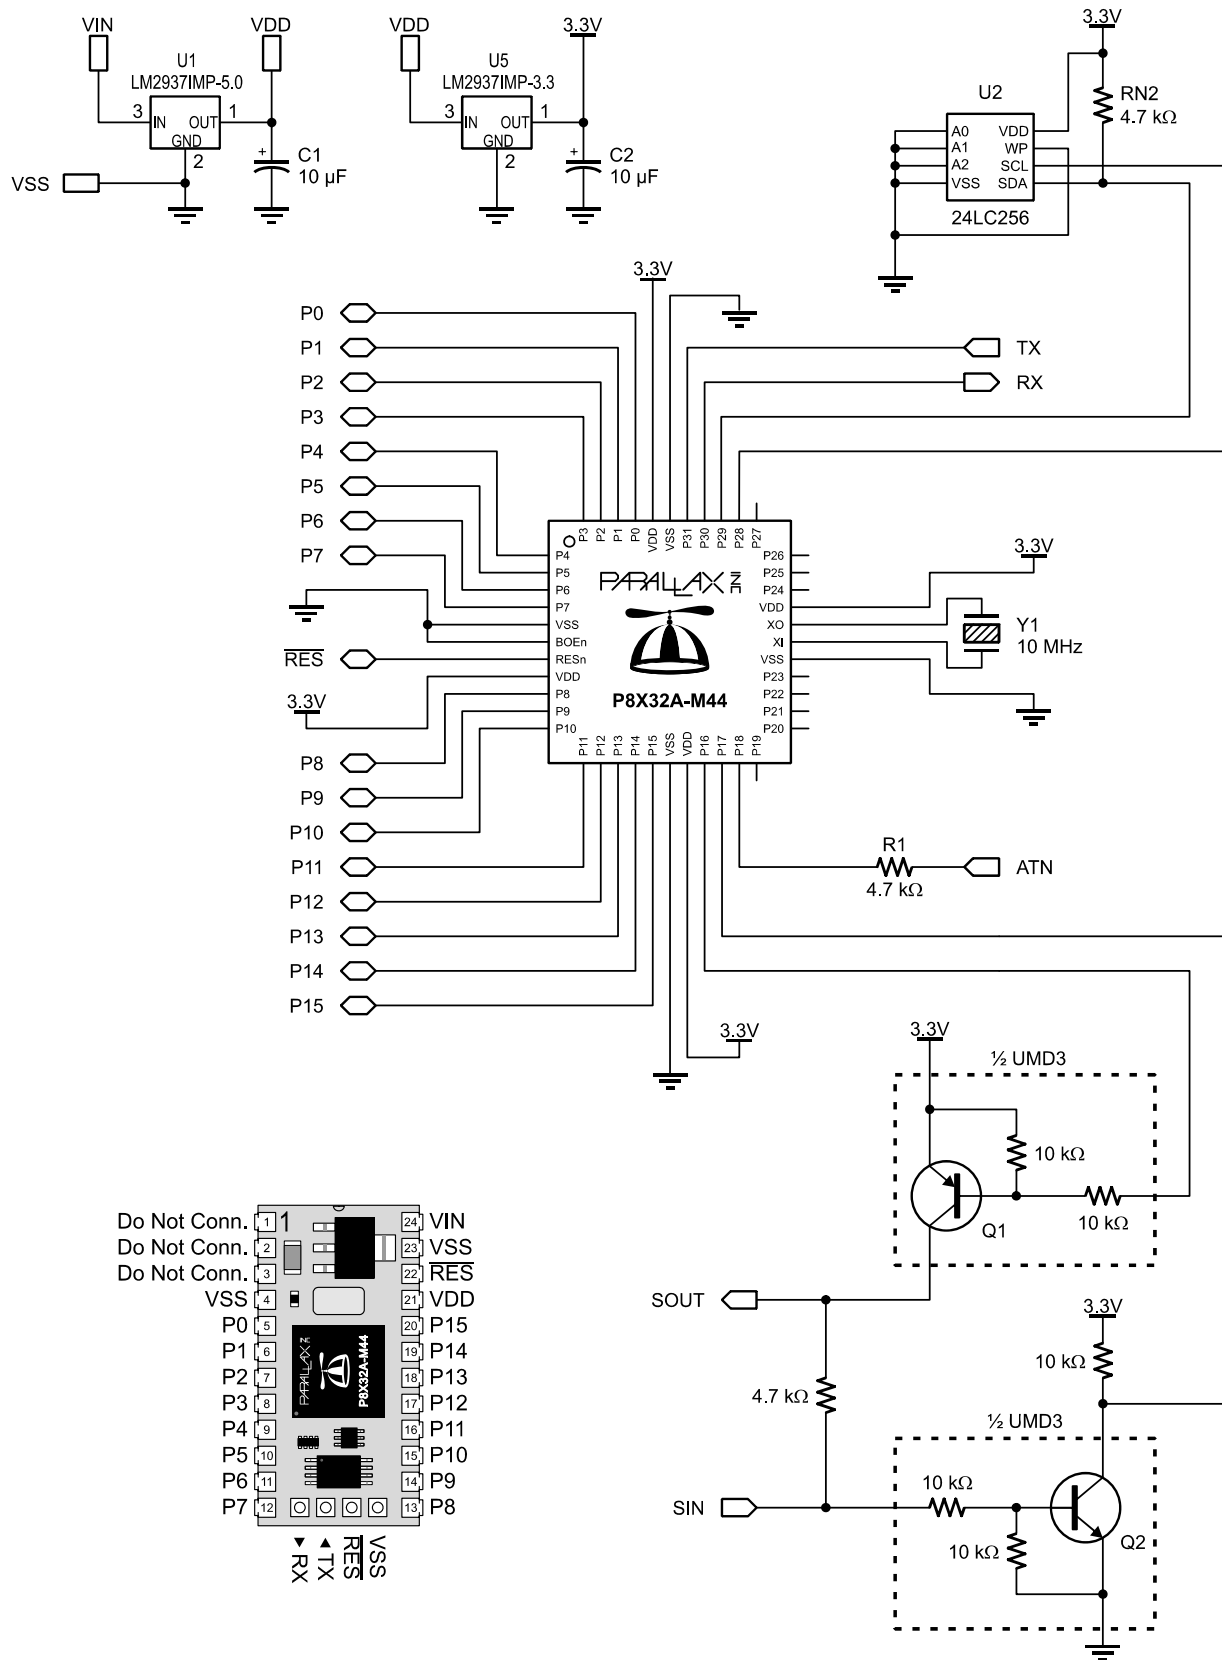 VIN
VDD
U1
LM2937IMP-5.0
3
IN
OUT
1
GND
2
VSS
+
C1
10 µF
VDD
3.3V
U5
LM2937IMP-3.3
3
IN
OUT
1
GND
2
+
C2
10 µF
3.3V
U2
RN2
4.7 kΩ
A0
A1
A2
VSS
VDD
WP
SCL
SDA
24LC256
3.3V
P0
P1
P2
P3
P4
P5
P6
P7
RES
3.3V
P8
P9
P10
P11
P12
P13
P14
P15
TX
RX
P3
P2
P1
P0
VDD
VSS
P31
P30
P29
P28
P27
P4
P5
P6
P7
VSS
BOEn
RESn
VDD
P8
P9
P10
PARALLAX INC
P8X32A-M44
P26
P25
P24
VDD
XO
XI
VSS
P23
P22
P21
P20
P11
P12
P13
P14
P15
VSS
VDD
P16
P17
P18
P19
3.3V
Y1
10 MHz
R1
4.7 kΩ
ATN
3.3V
3.3V
½ UMD3
10 kΩ
10 kΩ
Q1
SOUT
4.7 kΩ
SIN
3.3V
10 kΩ
½ UMD3
10 kΩ
10 kΩ
Q2
Do Not Conn. 1 1 24 VIN
Do Not Conn. 2 23 VSS
Do Not Conn. 3 22 RES
VSS 4 21 VDD
P0 5 20 P15
P1 6 19 P14
P2 7 18 P13
P3 8 17 P12
P4 9 16 P11
P5 10 15 P10
P6 11 14 P9
P7 12 13 P8
PARALLAX INC
P8X32A-M44
RX
TX
RES
VSS